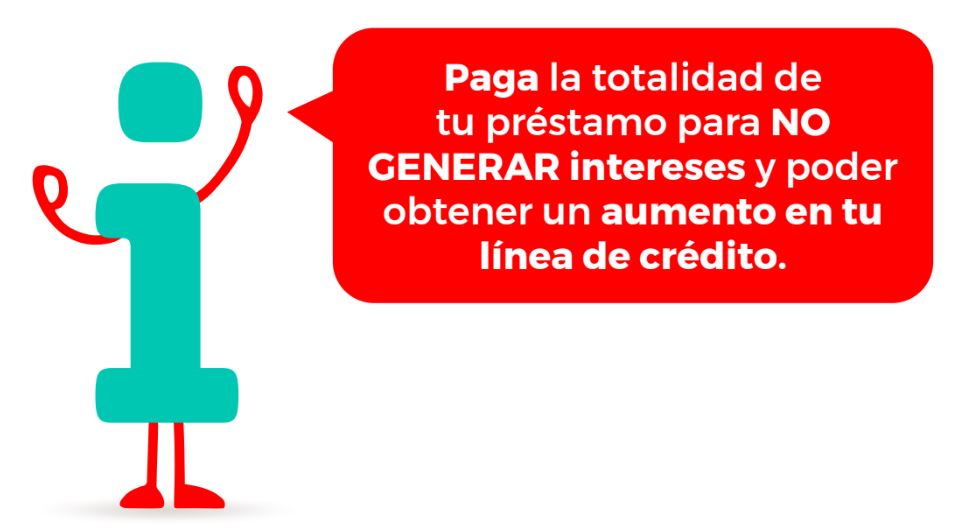 Paga la totalidad de
tu préstamo para NO
GENERAR intereses y poder
obtener un aumento en tu
línea de crédito.